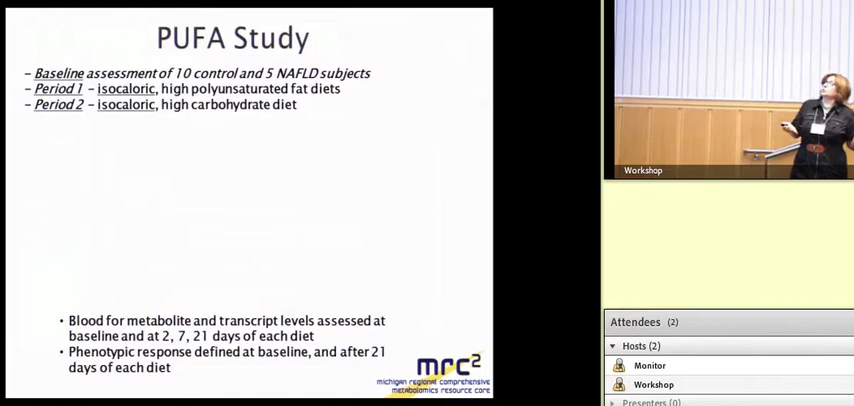 PUFA Study
– Baseline assessment of 10 control and 5 NAFLD subjects
– Period 1 – isocaloric, high polyunsaturated fat diets
– Period 2 – isocaloric, high carbohydrate diet
• Blood for metabolite and transcript levels assessed at
baseline and at 2, 7, 21 days of each diet
• Phenotypic response defined at baseline, and after 21
days of each diet
mrc2
michigan regional comprehensive
metabolomics resource core
Workshop
Attendees (2)
Hosts (2)
Monitor
Workshop
Presenters (0)